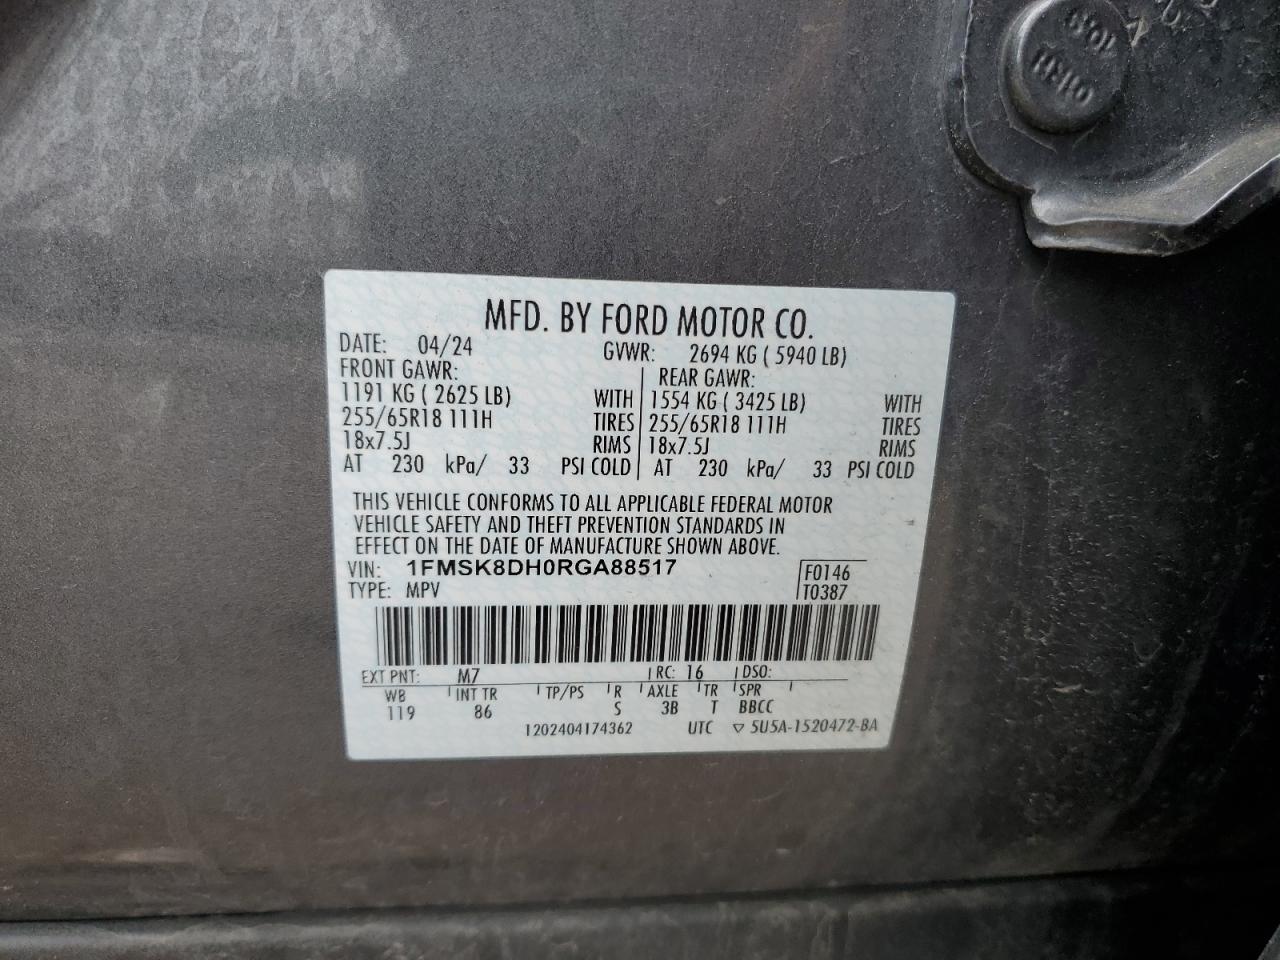 MFD. BY FORD MOTOR CO.
DATE: 04/24 GVWR: 2694 KG ( 5940 LB)
FRONT GAWR: REAR GAWR:
1191 KG ( 2625 LB) WITH 1554 KG ( 3425 LB) WITH
255/65R18 111H TIRES 255/65R18 111H TIRES
18x7.5J RIMS 18x7.5J RIMS
AT 230 kPa/ 33 PSI COLD AT 230 kPa/ 33 PSI COLD
THIS VEHICLE CONFORMS TO ALL APPLICABLE FEDERAL MOTOR
VEHICLE SAFETY AND THEFT PREVENTION STANDARDS IN
EFFECT ON THE DATE OF MANUFACTURE SHOWN ABOVE.
VIN: 1FMSK8DH0RGA88517 F0146
TYPE: MPV T0387
EXT PNT: M7 RC: 16 DSO:
WB INT TR TP/PS R AXLE TR SPR
119 86 S 3B T BBCC
1202404174362 UTC ▽ 5U5A-1520472-BA
10.9